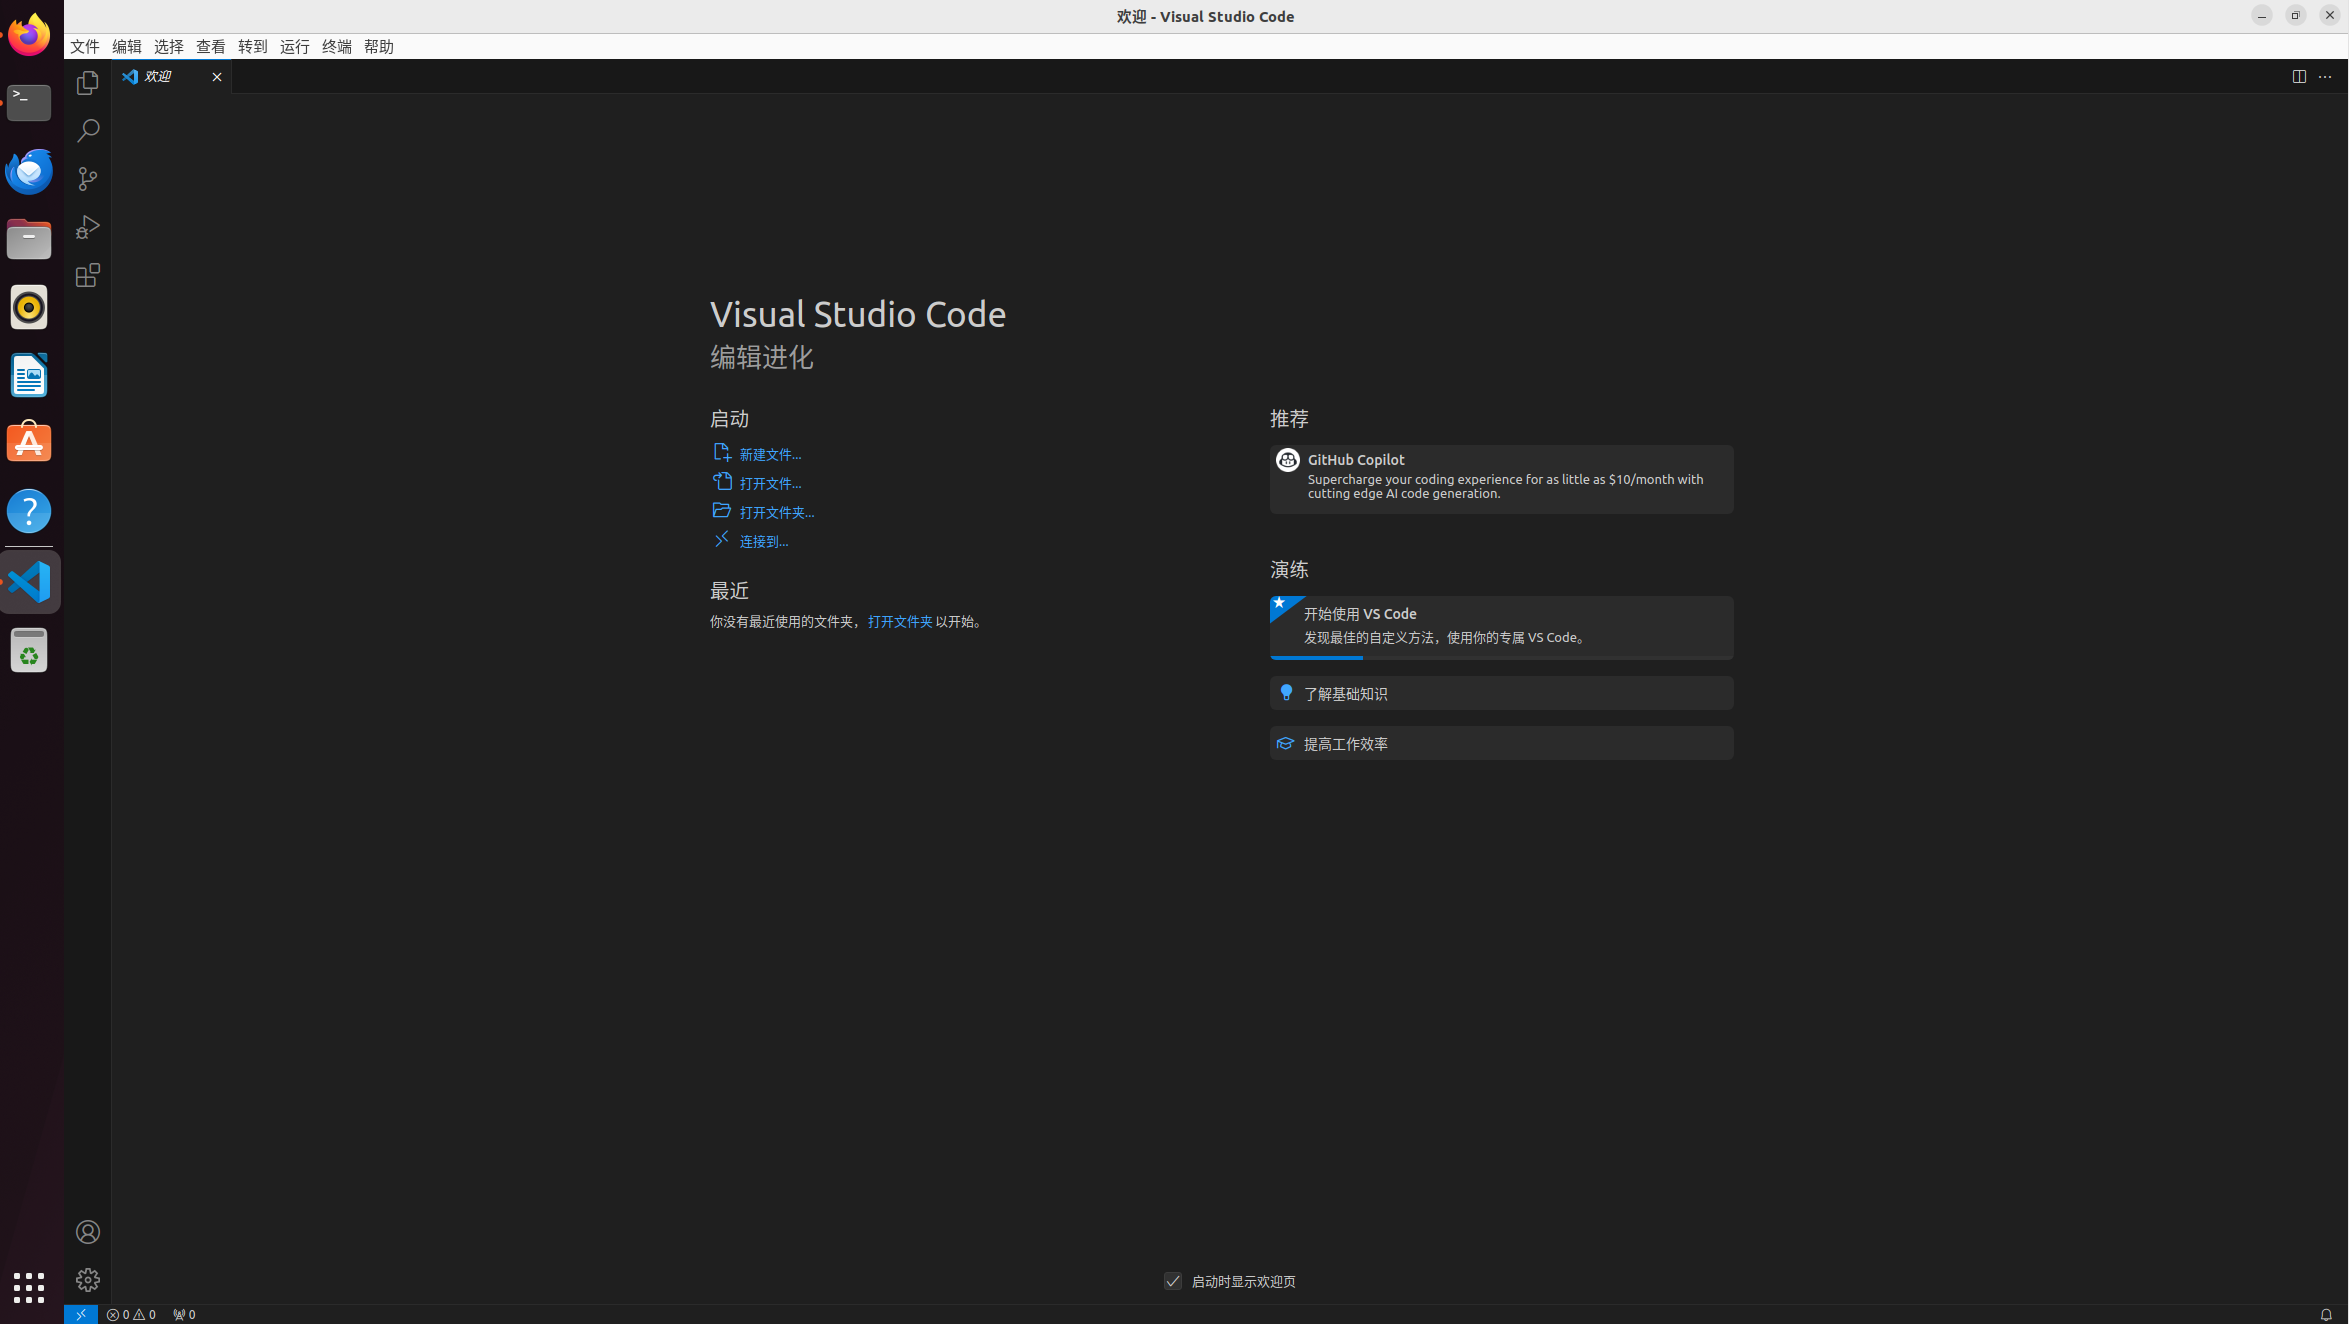 欢迎 - Visual Studio Code
文件 编辑 选择 查看 转到 运行 终端 帮助
欢迎
Visual Studio Code
编辑进化
启动
新建文件...
打开文件...
打开文件夹...
连接到...
最近
你没有最近使用的文件夹，打开文件夹以开始。
推荐
GitHub Copilot
Supercharge your coding experience for as little as $10/month with
cutting edge AI code generation.
演练
开始使用 VS Code
发现最佳的自定义方法，使用你的专属 VS Code。
了解基础知识
提高工作效率
启动时显示欢迎页
0 0 0